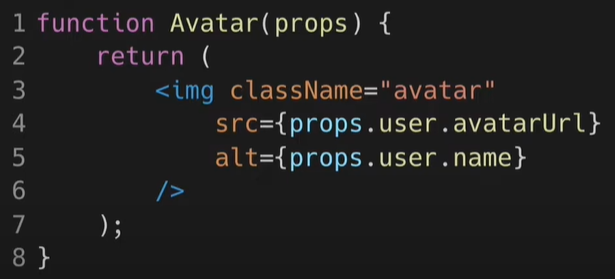 1 function Avatar(props) {
2     return (
3         <img className="avatar"
4             src={props.user.avatarUrl}
5             alt={props.user.name}
6         />
7     );
8 }